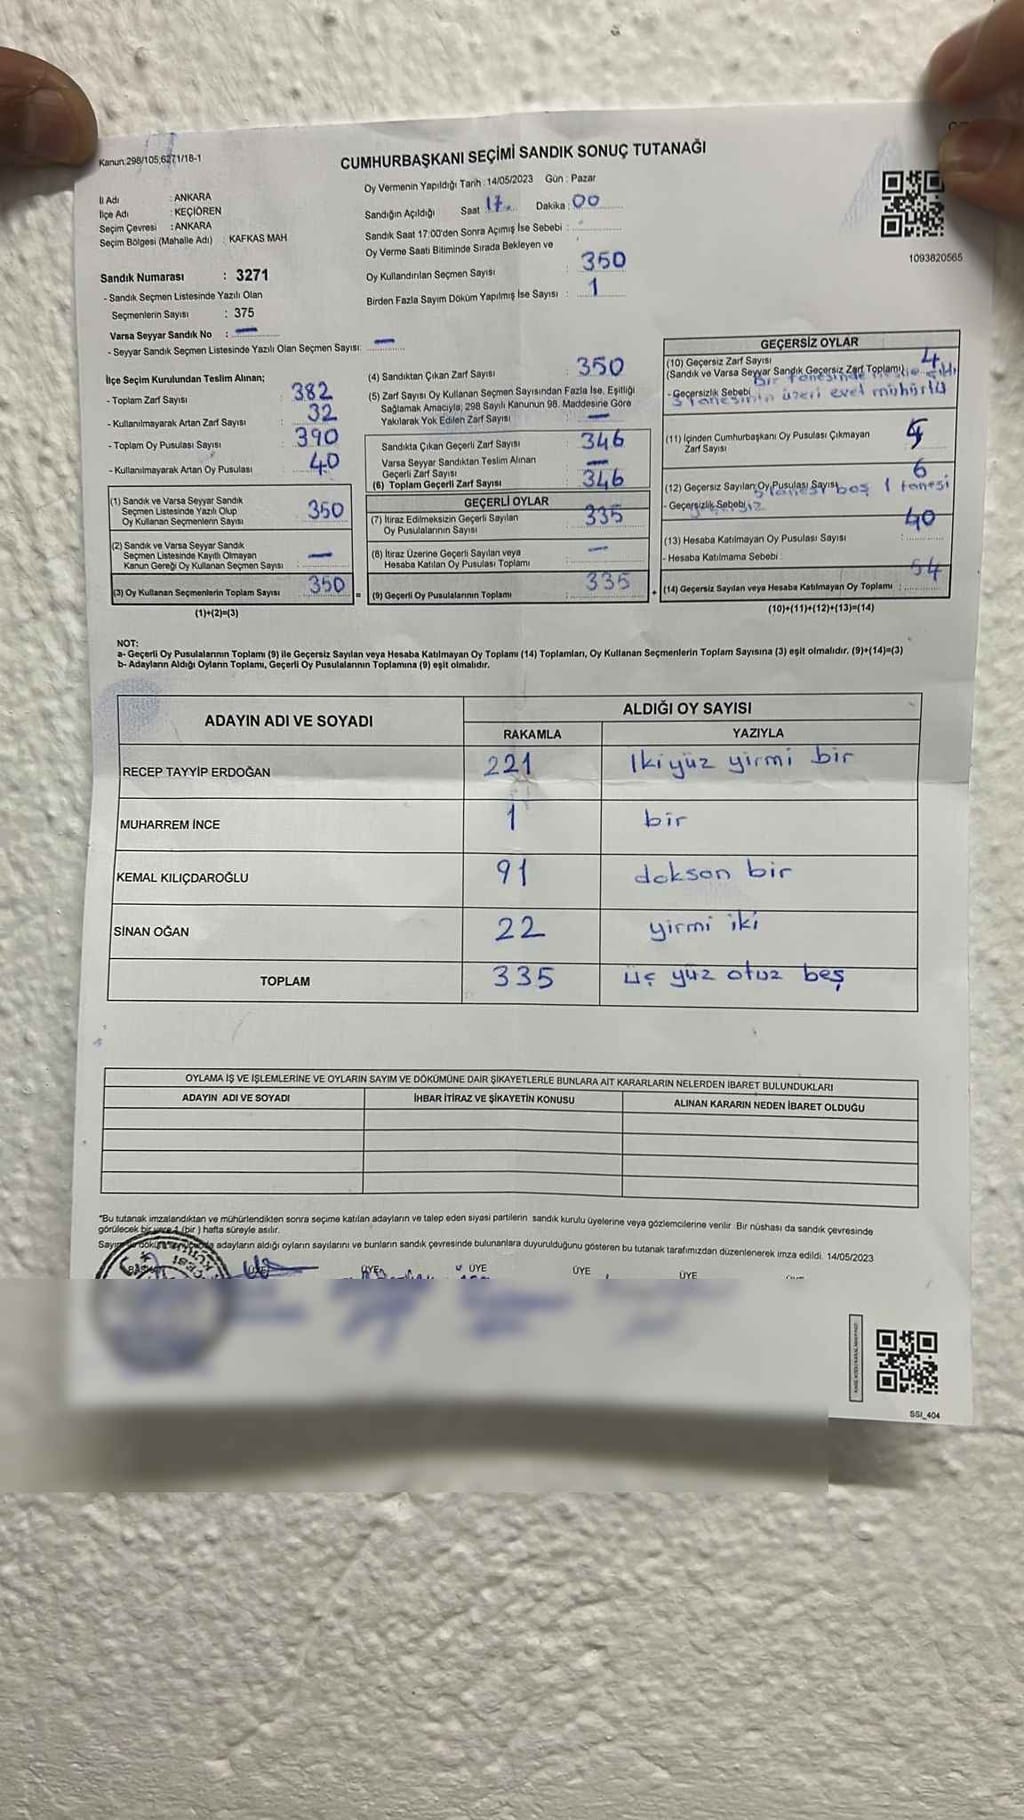 Kanun:298/105,6271/18-1
CUMHURBAŞKANI SEÇİMİ SANDIK SONUÇ TUTANAĞI
İl Adı : ANKARA
İlçe Adı : KEÇİÖREN
Seçim Çevresi : ANKARA
Seçim Bölgesi (Mahalle Adı) : KAFKAS MAH
Sandık Numarası : 3271
- Sandık Seçmen Listesinde Yazılı Olan
Seçmenlerin Sayısı : 375
Varsa Seyyar Sandık No : —
- Seyyar Sandık Seçmen Listesinde Yazılı Olan Seçmen Sayısı: —
Oy Vermenin Yapıldığı Tarih :14/05/2023 Gün : Pazar
Sandığın Açıldığı Saat 17 Dakika : 00
Sandık Saat 17:00'den Sonra Açımış İse Sebebi :
Oy Verme Saati Bitiminde Sırada Bekleyen ve
Oy Kullandırılan Seçmen Sayısı : 350
Birden Fazla Sayım Döküm Yapılmış İse Sayısı : 1
1093820565
İlçe Seçim Kurulundan Teslim Alınan;
- Toplam Zarf Sayısı : 382
- Kullanılmayarak Artan Zarf Sayısı : 32
- Toplam Oy Pusulası Sayısı : 390
- Kullanılmayarak Artan Oy Pusulası : 40
(1) Sandık ve Varsa Seyyar Sandık
Seçmen Listesinde Yazılı Olup
Oy Kullanan Seçmenlerin Sayısı : 350
(2) Sandık ve Varsa Seyyar Sandık
Seçmen Listesinde Kayıtlı Olmayan
Kanun Gereği Oy Kullanan Seçmen Sayısı : —
(3) Oy Kullanan Seçmenlerin Toplam Sayısı : 350
(1)+(2)=(3)
=
(4) Sandıktan Çıkan Zarf Sayısı : 350
(5) Zarf Sayısı Oy Kullanan Seçmen Sayısından Fazla İse, Eşitliği
Sağlamak Amacıyla; 298 Sayılı Kanunun 98. Maddesine Göre
Yakılarak Yok Edilen Zarf Sayısı : —
Sandıkta Çıkan Geçerli Zarf Sayısı : 346
Varsa Seyyar Sandıktan Teslim Alınan
Geçerli Zarf Sayısı : —
(6) Toplam Geçerli Zarf Sayısı : 346
GEÇERLİ OYLAR
(7) İtiraz Edilmeksizin Geçerli Sayılan
Oy Pusulalarının Sayısı : 335
(8) İtiraz Üzerine Geçerli Sayılan veya
Hesaba Katılan Oy Pusulası Toplamı : —
(9) Geçerli Oy Pusulalarının Toplamı : 335
+
GEÇERSİZ OYLAR
(10) Geçersiz Zarf Sayısı 4
(Sandık ve Varsa Seyyar Sandık Geçersiz Zarf Toplamı)
- Geçersizlik Sebebi Bir tanesinde
3 tanesinin üzeri evet mühürlü
(11) İçinden Cumhurbaşkanı Oy Pusulası Çıkmayan
Zarf Sayısı
(12) Geçersiz Sayılan Oy Pusulası Sayısı 6
- Geçersizlik Sebebi boş 1 tanesi
geçersiz
(13) Hesaba Katılmayan Oy Pusulası Sayısı : 40
- Hesaba Katılmama Sebebi :
(14) Geçersiz Sayılan veya Hesaba Katılmayan Oy Toplamı : 54
(10)+(11)+(12)+(13)=(14)
NOT:
a- Geçerli Oy Pusulalarının Toplamı (9) ile Geçersiz Sayılan veya Hesaba Katılmayan Oy Toplamı (14) Toplamları, Oy Kullanan Seçmenlerin Toplam Sayısına (3) eşit olmalıdır. (9)+(14)=(3)
b- Adayların Aldığı Oyların Toplamı, Geçerli Oy Pusulalarının Toplamına (9) eşit olmalıdır.
ADAYIN ADI VE SOYADI ALDIĞI OY SAYISI
RAKAMLA YAZIYLA
RECEP TAYYİP ERDOĞAN 221 İkiyüz yirmi bir
MUHARREM İNCE 1 bir
KEMAL KILIÇDAROĞLU 91 doksan bir
SİNAN OĞAN 22 yirmi iki
TOPLAM 335 üç yüz otuz beş
OYLAMA İŞ VE İŞLEMLERİNE VE OYLARIN SAYIM VE DÖKÜMÜNE DAİR ŞİKAYETLERLE BUNLARA AİT KARARLARIN NELERDEN İBARET BULUNDUKLARI
ADAYIN ADI VE SOYADI İHBAR İTİRAZ VE ŞİKAYETİN KONUSU ALINAN KARARIN NEDEN İBARET OLDUĞU
*Bu tutanak imzalandıktan ve mühürlendikten sonra seçime katılan adayların ve talep eden siyasi partilerin sandık kurulu üyelerine veya gözlemcilerine verilir. Bir nüshası da sandık çevresinde
görülecek bir yere 1 (bir) hafta süreyle asılır.
adayların aldığı oyların sayılarını ve bunların sandık çevresinde bulunanlara duyurulduğunu gösteren bu tutanak tarafımızdan düzenlenerek imza edildi. 14/05/2023
ÜYE ÜYE ÜYE ÜYE ÜYE
SSI_404